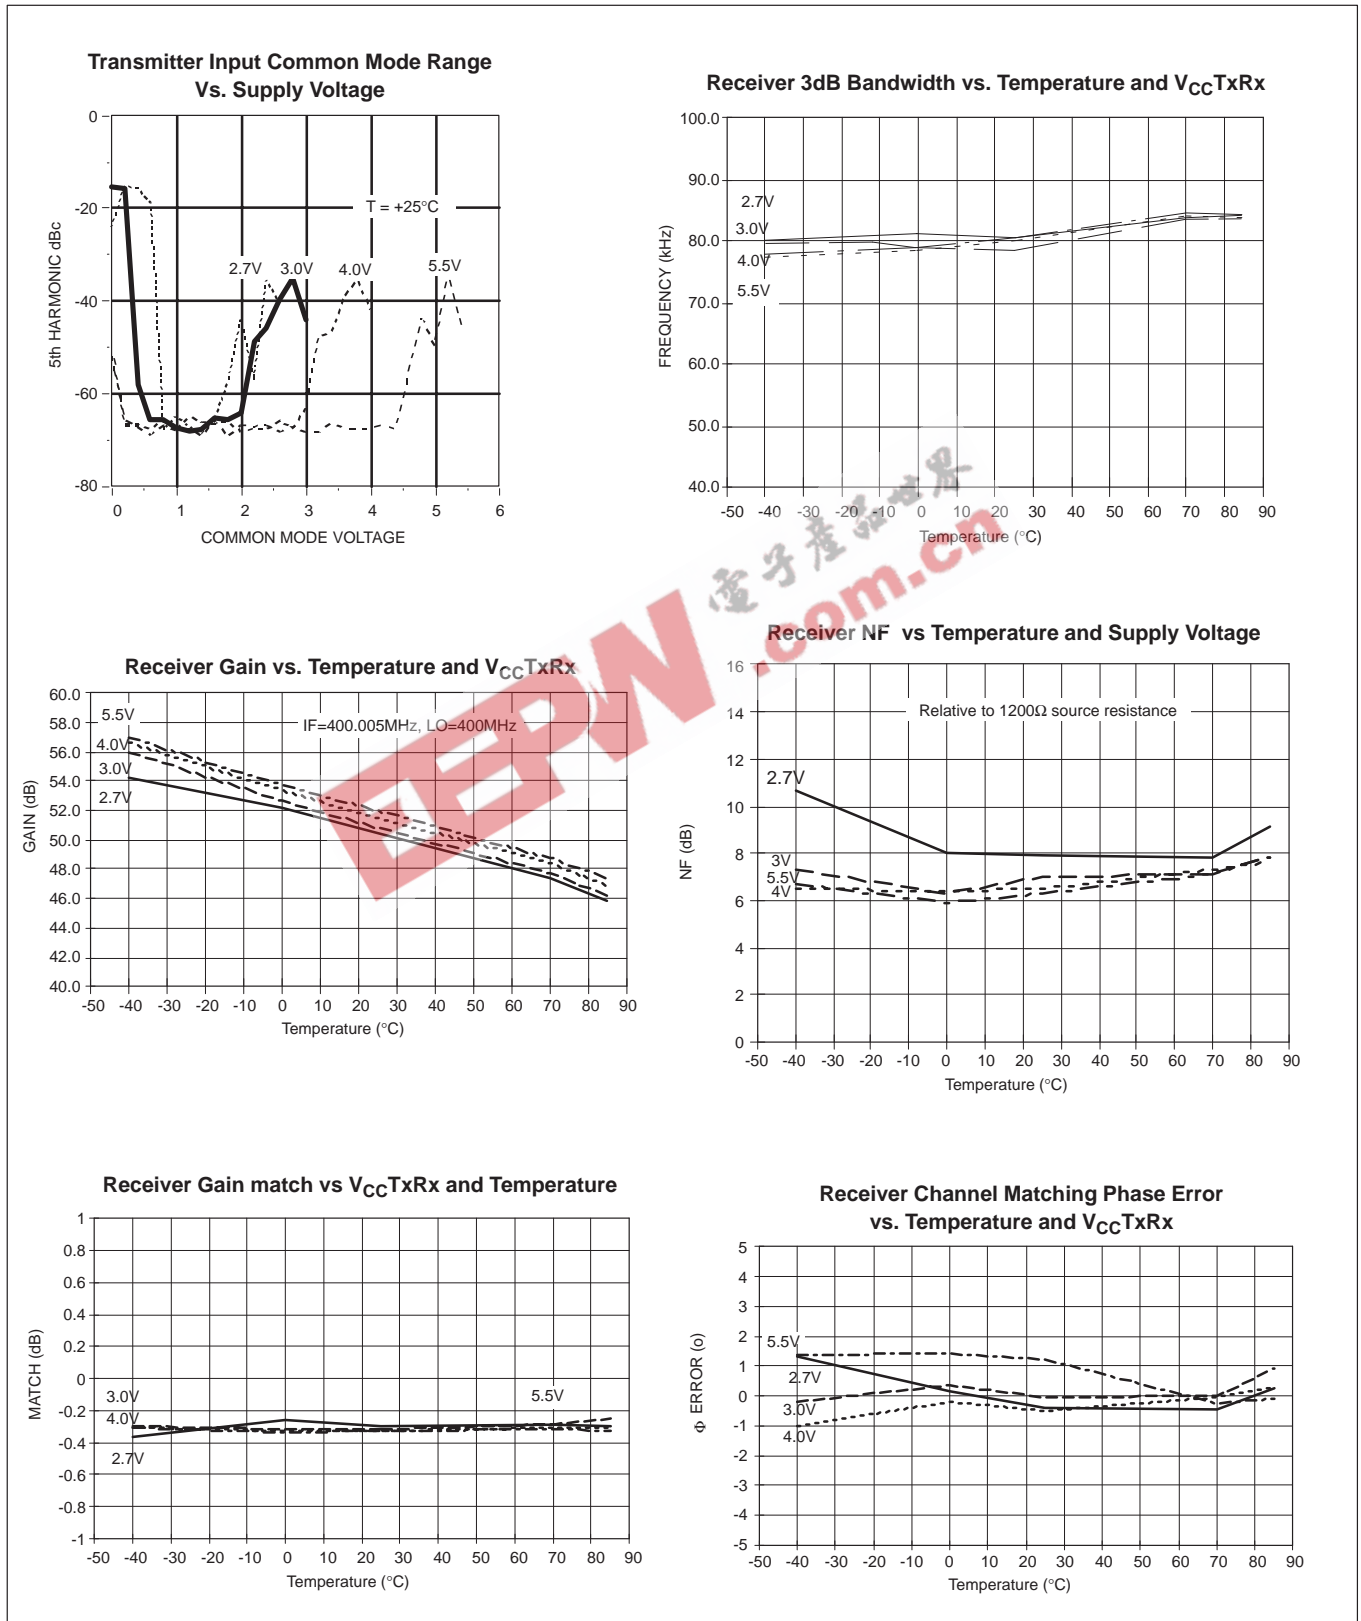 Transmitter Input Common Mode Range
Vs. Supply Voltage
0
-20
-40
-60
-80
5th HARMONIC dBc
T = +25°C
2.7V 3.0V 4.0V 5.5V
0 1 2 3 4 5 6
COMMON MODE VOLTAGE
Receiver 3dB Bandwidth vs. Temperature and VCCTxRx
100.0
90.0
80.0
70.0
60.0
50.0
40.0
FREQUENCY (kHz)
2.7V
3.0V
4.0V
5.5V
-50 -40 -30 -20 -10 0 10 20 30 40 50 60 70 80 90
Temperature (°C)
電子產品世界
.com.cn
EEPW
Receiver Gain vs. Temperature and VCCTxRx
60.0
58.0
56.0
54.0
52.0
50.0
48.0
46.0
44.0
42.0
40.0
GAIN (dB)
5.5V
4.0V
3.0V
2.7V
IF=400.005MHz, LO=400MHz
-50 -40 -30 -20 -10 0 10 20 30 40 50 60 70 80 90
Temperature (°C)
Receiver NF vs Temperature and Supply Voltage
16
14
12
10
8
6
4
2
0
NF (dB)
Relative to 1200Ω source resistance
2.7V
3V
5.5V
4V
-50 -40 -30 -20 -10 0 10 20 30 40 50 60 70 80 90
Temperature (°C)
Receiver Gain match vs VCCTxRx and Temperature
1
0.8
0.6
0.4
0.2
0
-0.2
-0.4
-0.6
-0.8
-1
MATCH (dB)
3.0V
4.0V
2.7V
5.5V
-50 -40 -30 -20 -10 0 10 20 30 40 50 60 70 80 90
Temperature (°C)
Receiver Channel Matching Phase Error
vs. Temperature and VCCTxRx
5
4
3
2
1
0
-1
-2
-3
-4
-5
Φ ERROR (o)
5.5V
2.7V
3.0V
4.0V
-50 -40 -30 -20 -10 0 10 20 30 40 50 60 70 80 90
Temperature (°C)